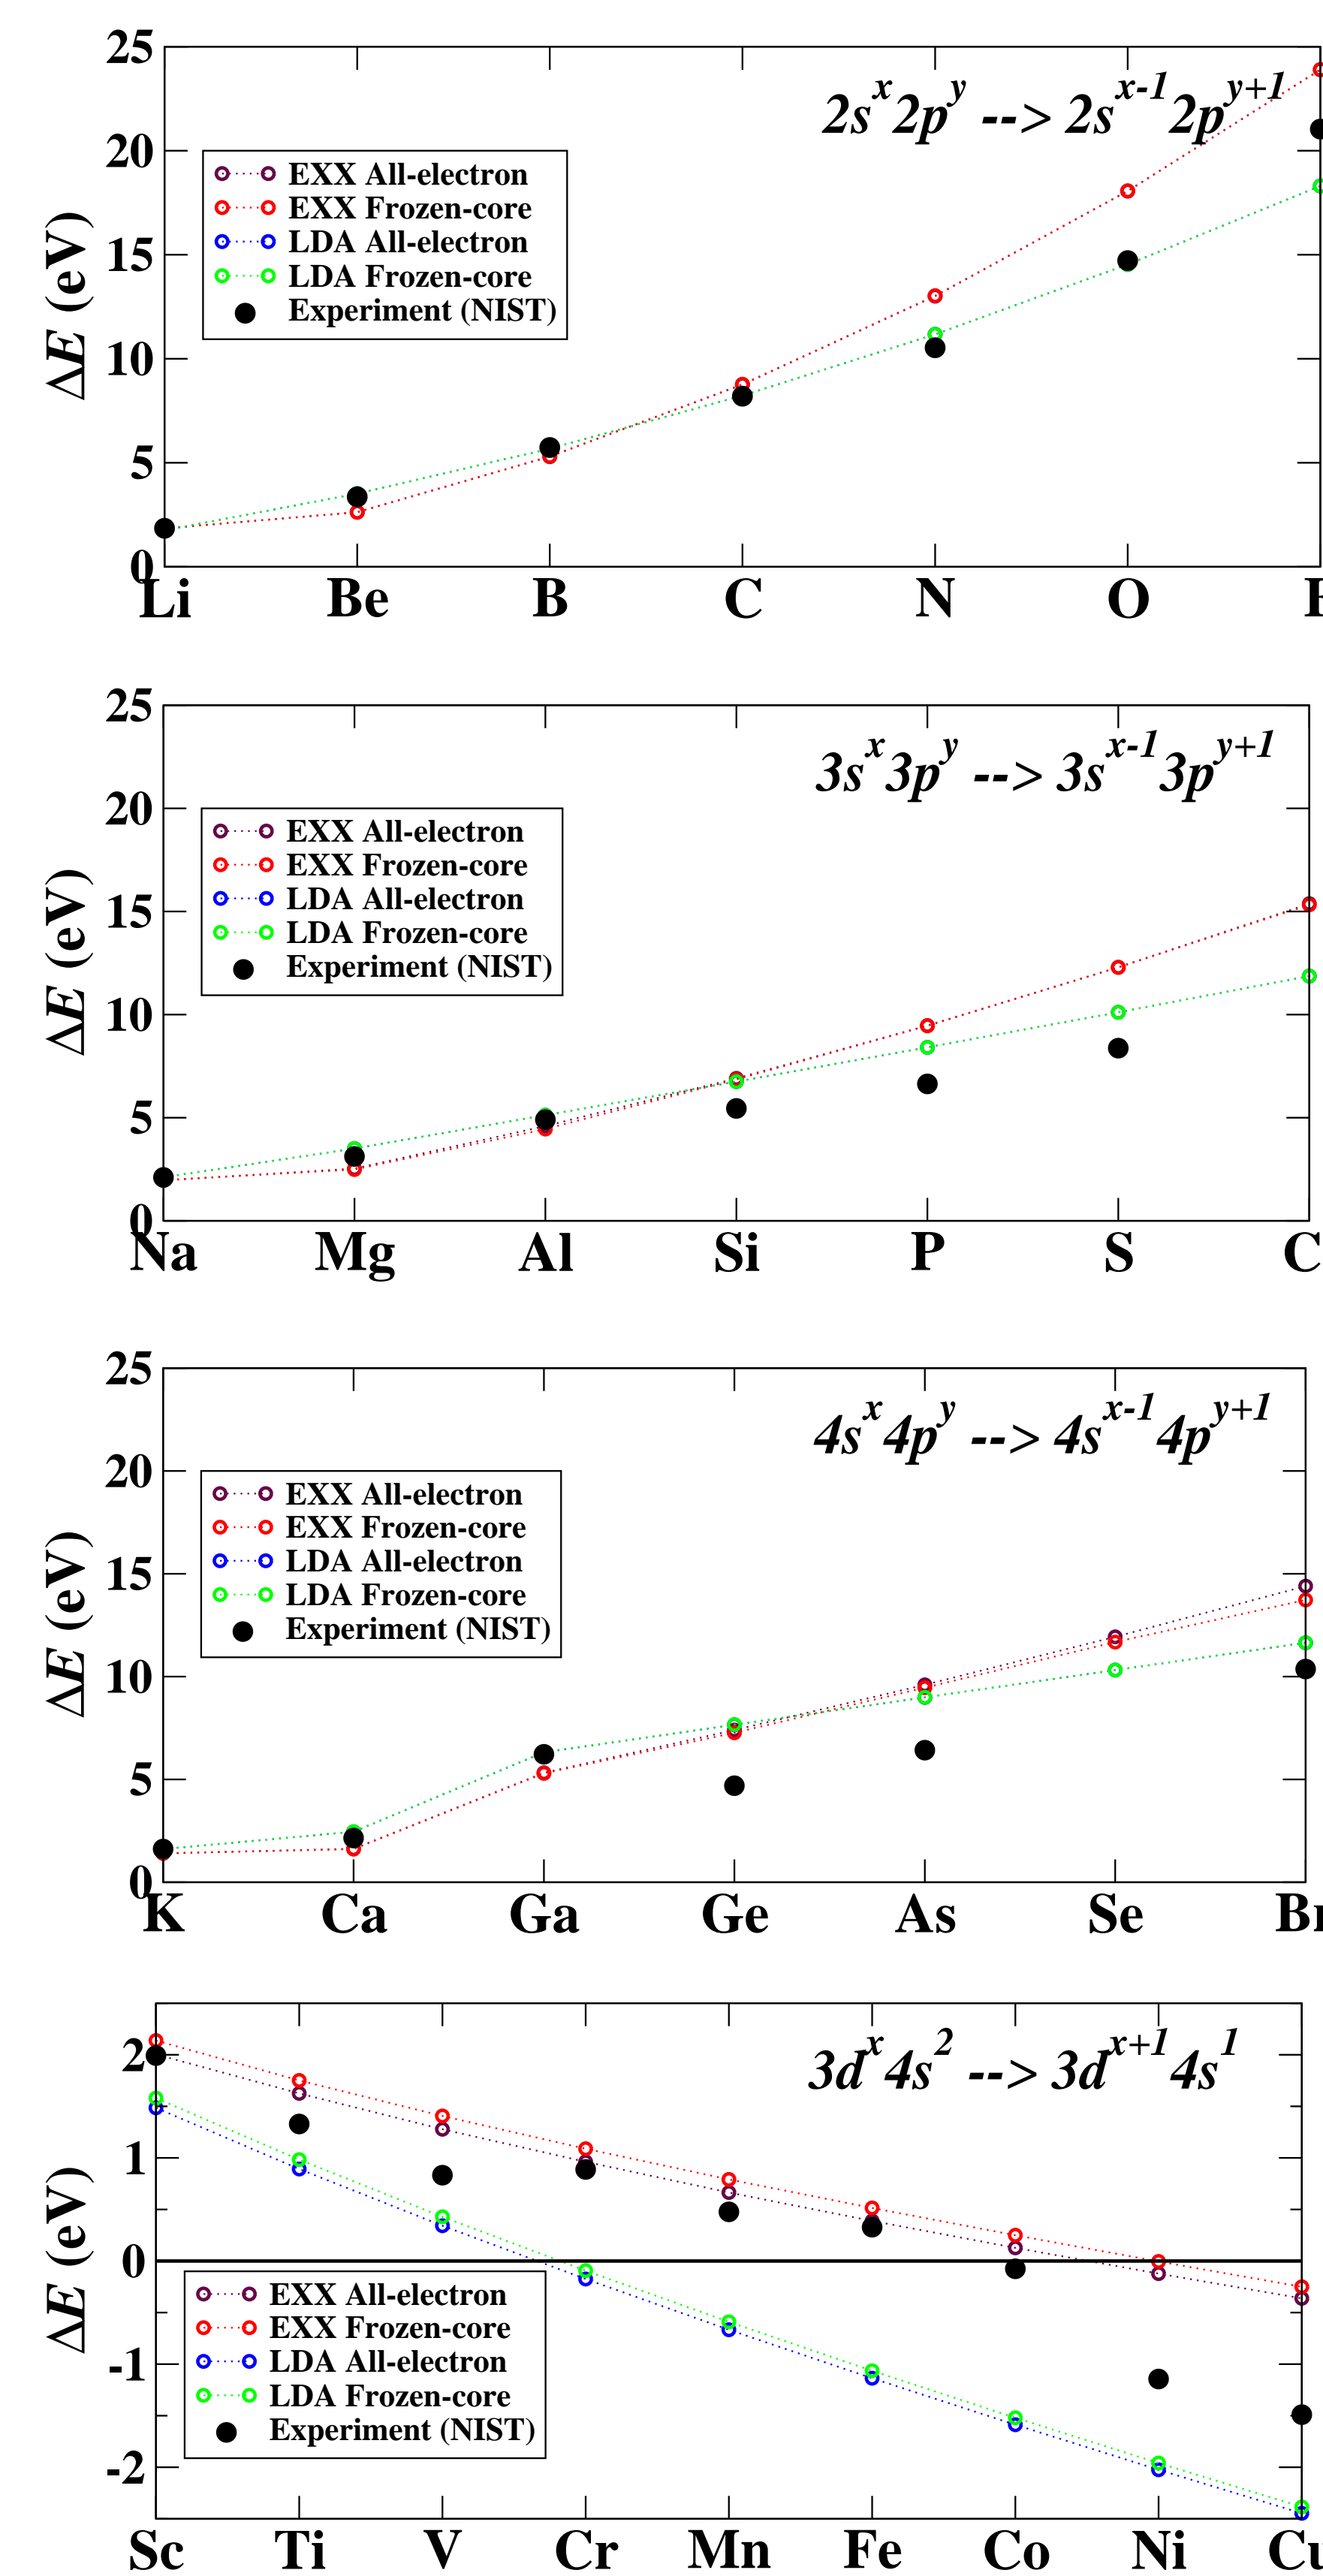 25
20
15
10
5
0
ΔE (eV)
2s^x 2p^y --> 2s^x-1 2p^y+1
EXX All-electron
EXX Frozen-core
LDA All-electron
LDA Frozen-core
Experiment (NIST)
Li Be B C N O F
25
20
15
10
5
0
ΔE (eV)
3s^x 3p^y --> 3s^x-1 3p^y+1
EXX All-electron
EXX Frozen-core
LDA All-electron
LDA Frozen-core
Experiment (NIST)
Na Mg Al Si P S C
25
20
15
10
5
0
ΔE (eV)
4s^x 4p^y --> 4s^x-1 4p^y+1
EXX All-electron
EXX Frozen-core
LDA All-electron
LDA Frozen-core
Experiment (NIST)
K Ca Ga Ge As Se Br
2
1
0
-1
-2
ΔE (eV)
3d^x 4s^2 --> 3d^x+1 4s^1
EXX All-electron
EXX Frozen-core
LDA All-electron
LDA Frozen-core
Experiment (NIST)
Sc Ti V Cr Mn Fe Co Ni Cu